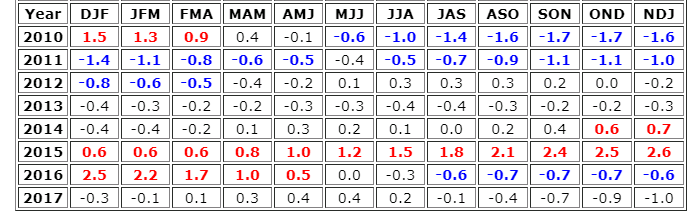 Year DJF JFM FMA MAM AMJ MJJ JJA JAS ASO SON OND NDJ
2010 1.5 1.3 0.9 0.4 -0.1 -0.6 -1.0 -1.4 -1.6 -1.7 -1.7 -1.6
2011 -1.4 -1.1 -0.8 -0.6 -0.5 -0.4 -0.5 -0.7 -0.9 -1.1 -1.1 -1.0
2012 -0.8 -0.6 -0.5 -0.4 -0.2 0.1 0.3 0.3 0.3 0.2 0.0 -0.2
2013 -0.4 -0.3 -0.2 -0.2 -0.3 -0.3 -0.4 -0.4 -0.3 -0.2 -0.2 -0.3
2014 -0.4 -0.4 -0.2 0.1 0.3 0.2 0.1 0.0 0.2 0.4 0.6 0.7
2015 0.6 0.6 0.6 0.8 1.0 1.2 1.5 1.8 2.1 2.4 2.5 2.6
2016 2.5 2.2 1.7 1.0 0.5 0.0 -0.3 -0.6 -0.7 -0.7 -0.7 -0.6
2017 -0.3 -0.1 0.1 0.3 0.4 0.4 0.2 -0.1 -0.4 -0.7 -0.9 -1.0